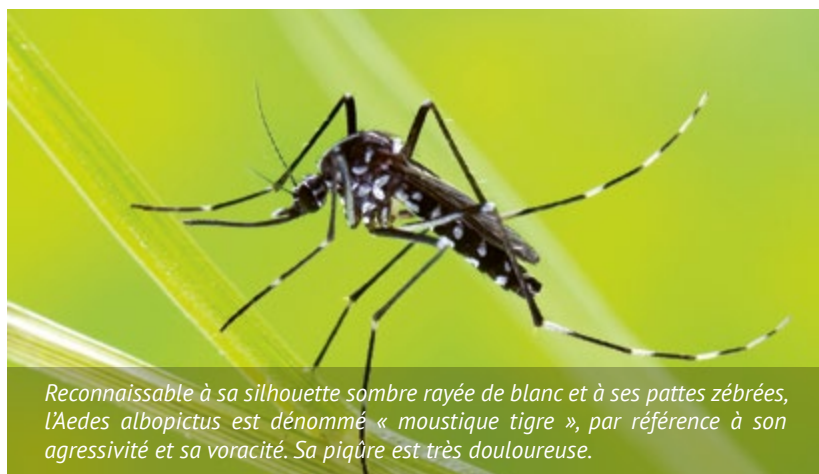 Reconnaissable à sa silhouette sombre rayée de blanc et à ses pattes zébrées,
l'Aedes albopictus est dénommé « moustique tigre », par référence à son
agressivité et sa voracité. Sa piqûre est très douloureuse.